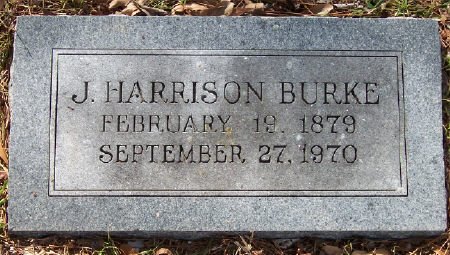 J. HARRISON BURKE
FEBRUARY 19, 1879
SEPTEMBER 27, 1970